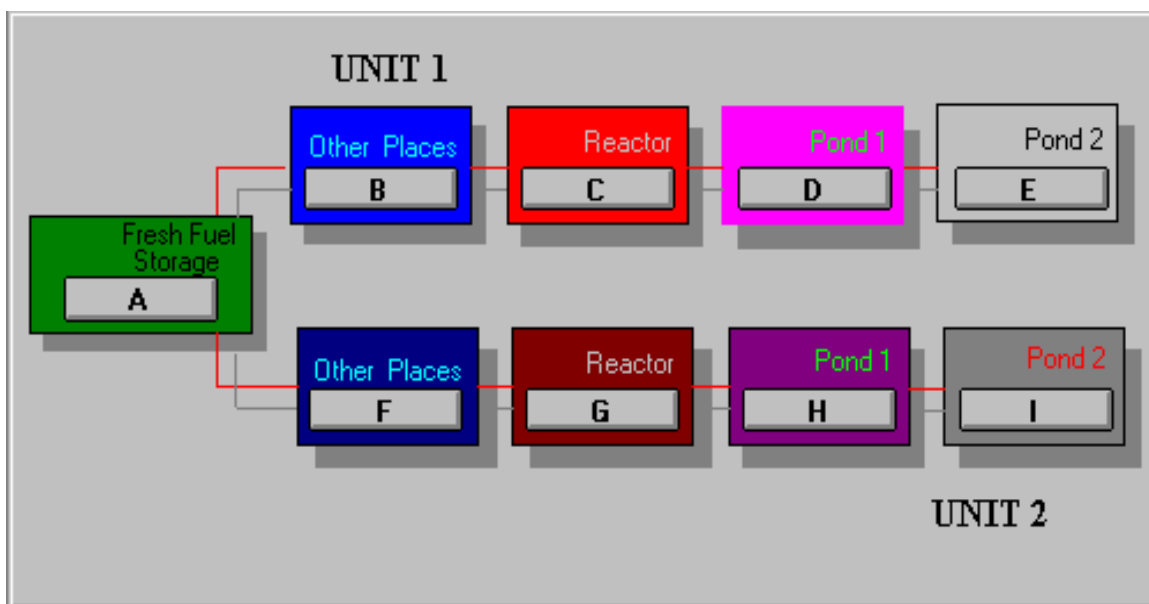 UNIT 1
Other Places
B
Reactor
C
Pond 1
D
Pond 2
E
Fresh Fuel
Storage
A
Other Places
F
Reactor
G
Pond 1
H
Pond 2
I
UNIT 2